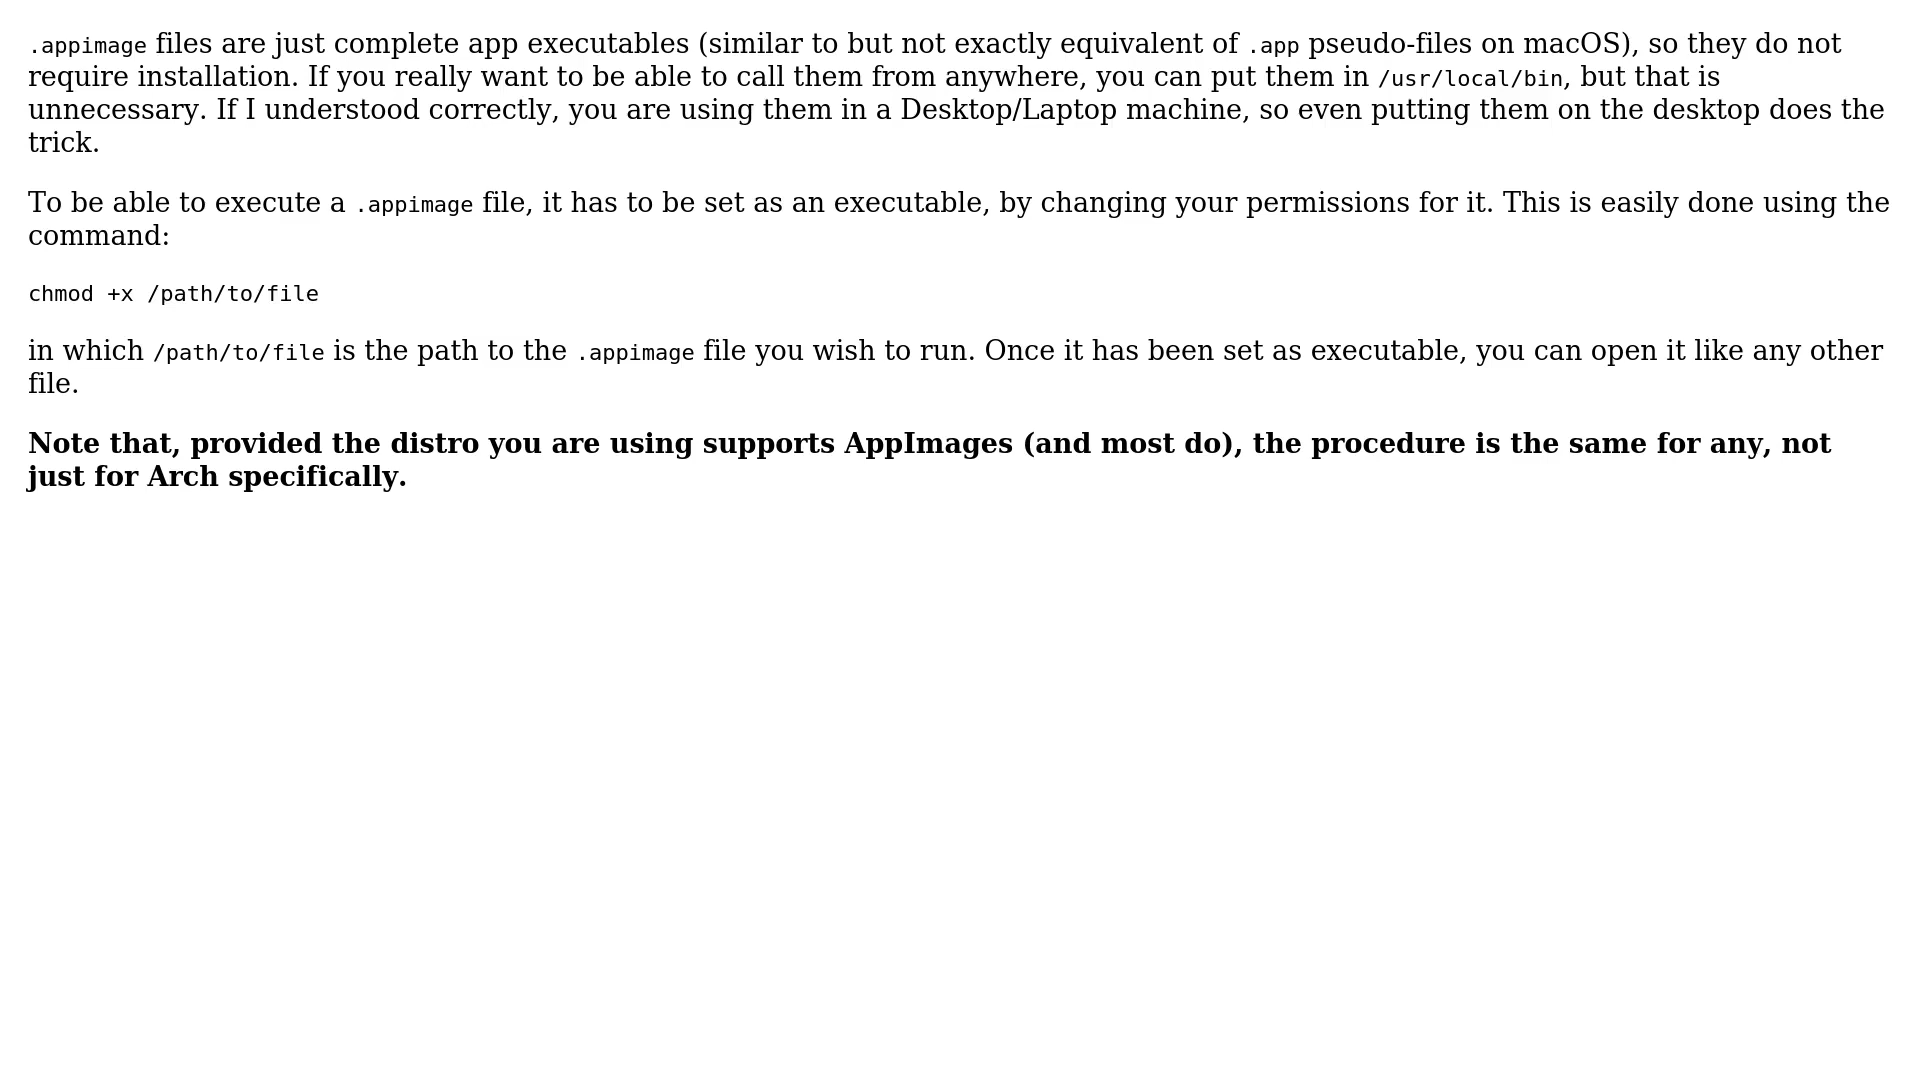 .appimage files are just complete app executables (similar to but not exactly equivalent of .app pseudo-files on macOS), so they do not
require installation. If you really want to be able to call them from anywhere, you can put them in /usr/local/bin, but that is
unnecessary. If I understood correctly, you are using them in a Desktop/Laptop machine, so even putting them on the desktop does the
trick.
To be able to execute a .appimage file, it has to be set as an executable, by changing your permissions for it. This is easily done using the
command:
chmod +x /path/to/file
in which /path/to/file is the path to the .appimage file you wish to run. Once it has been set as executable, you can open it like any other
file.
Note that, provided the distro you are using supports AppImages (and most do), the procedure is the same for any, not
just for Arch specifically.